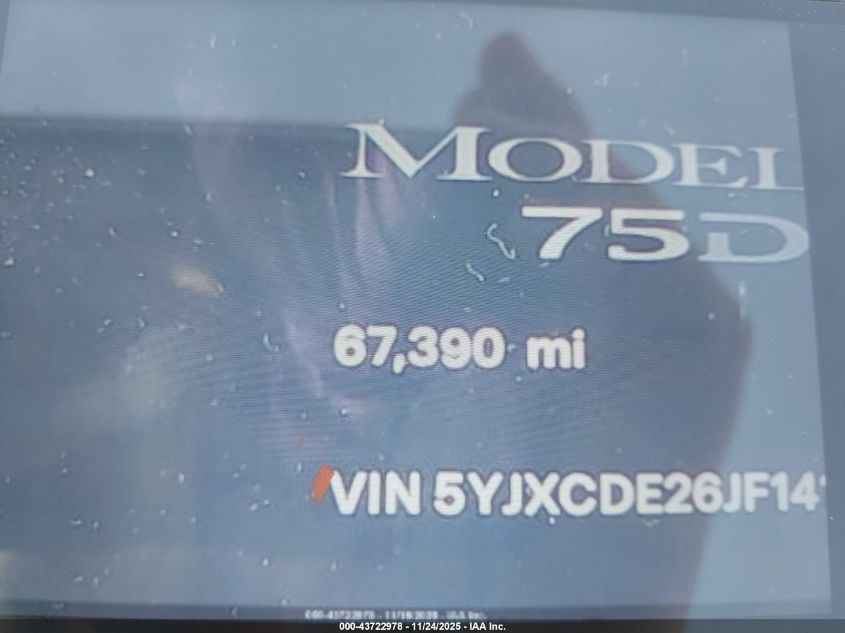 MODEL
75D
67,390 mi
VIN 5YJXCDE26JF14
000-43722978 - 11/24/2025 - IAA Inc.